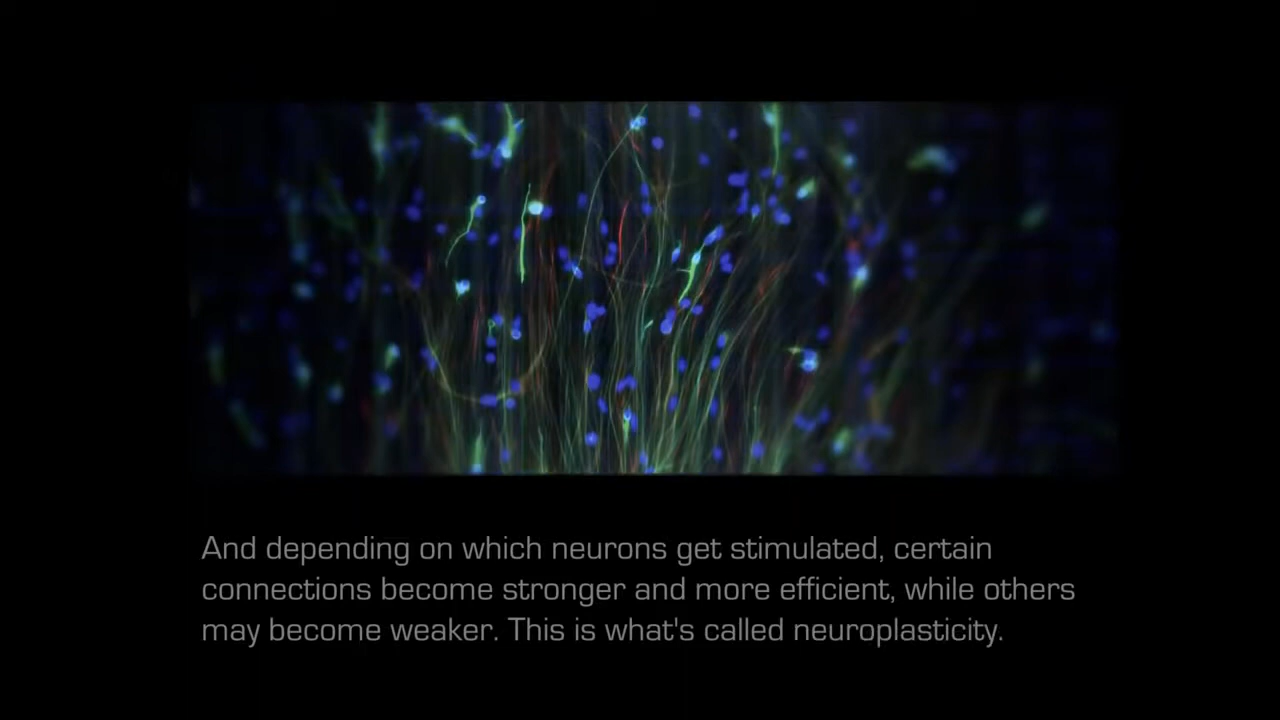 And depending on which neurons get stimulated, certain
connections become stronger and more efficient, while others
may become weaker. This is what's called neuroplasticity.